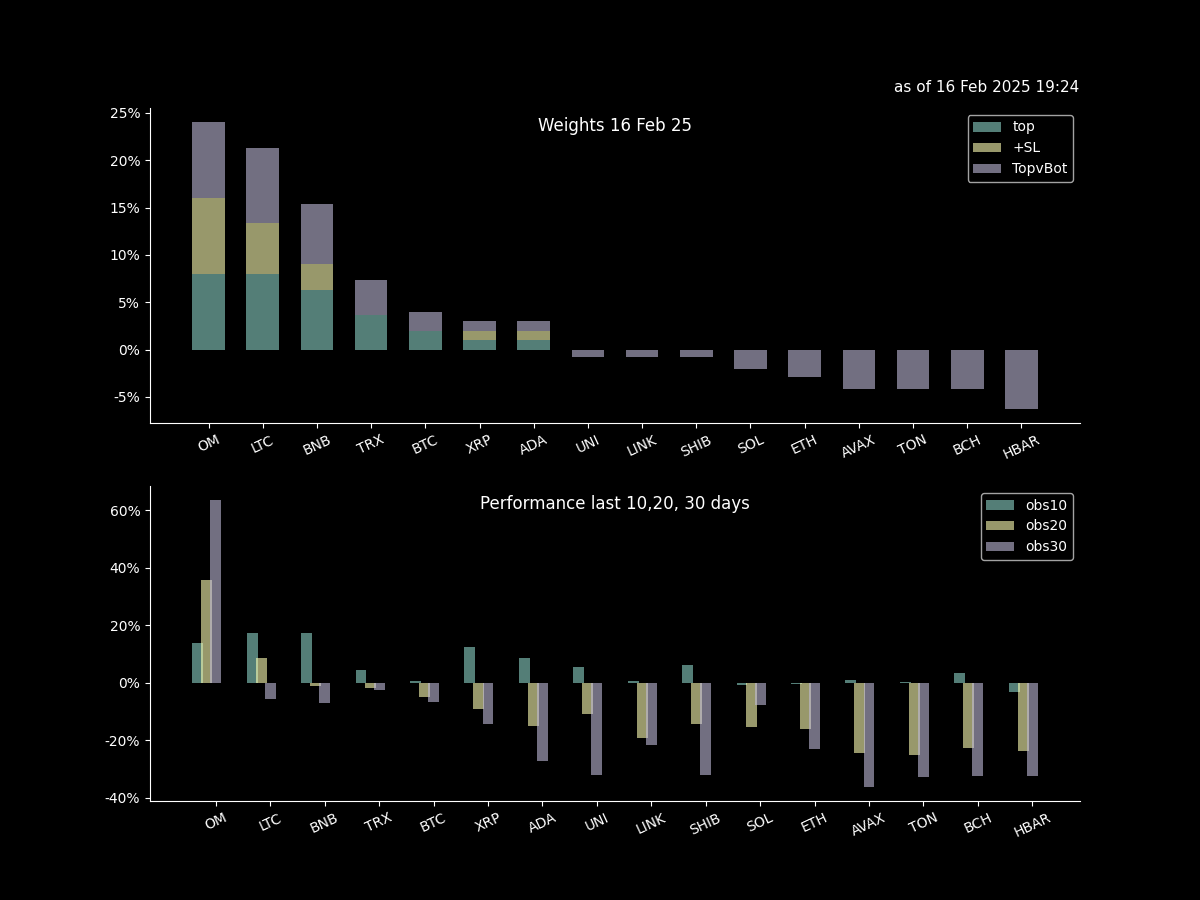 as of 16 Feb 2025 19:24
Weights 16 Feb 25
top
+SL
TopvBot
25%
20%
15%
10%
5%
0%
-5%
OM LTC BNB TRX BTC XRP ADA UNI LINK SHIB SOL ETH AVAX TON BCH HBAR
Performance last 10,20, 30 days
obs10
obs20
obs30
60%
40%
20%
0%
-20%
-40%
OM LTC BNB TRX BTC XRP ADA UNI LINK SHIB SOL ETH AVAX TON BCH HBAR